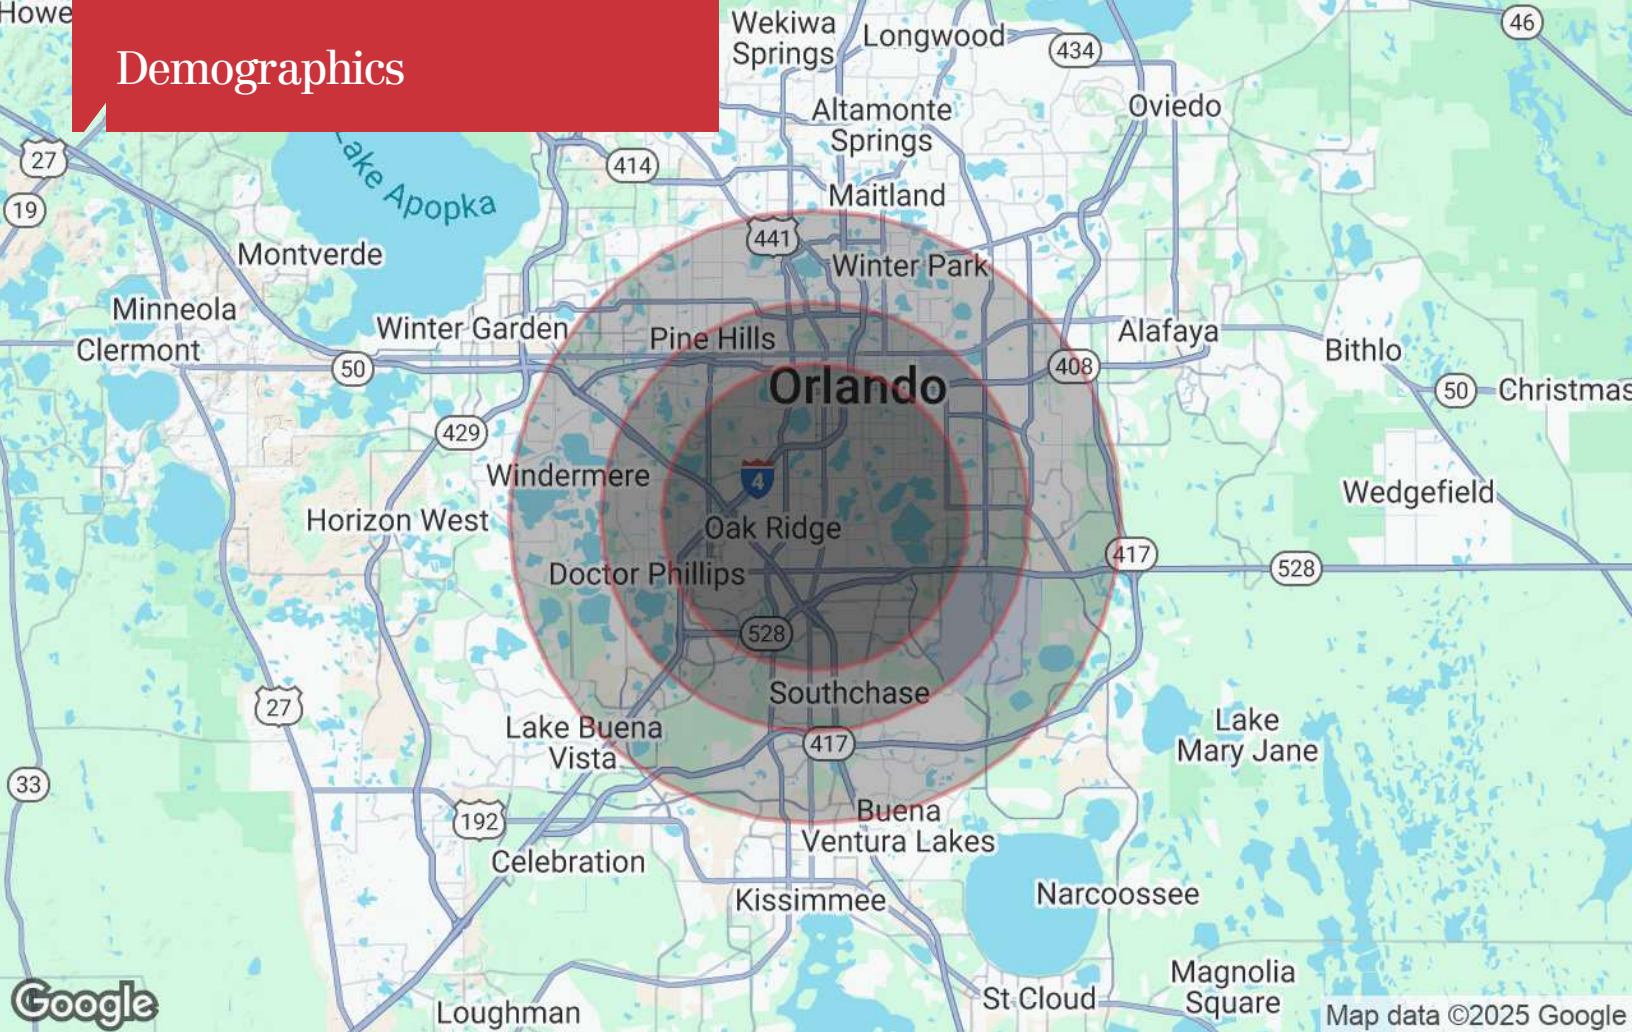 Howe
Demographics
Wekiwa
Springs
Longwood
434
46
Altamonte
Springs
Oviedo
27
414
19
Lake Apopka
Maitland
441
Montverde
Winter Park
Minneola
Winter Garden
Pine Hills
Alafaya
Clermont
50
Orlando
408
Bithlo
50
Christmas
429
Windermere
4
Wedgefield
Horizon West
Oak Ridge
417
Doctor Phillips
528
528
Southchase
27
Lake Buena
Vista
417
Lake
Mary Jane
33
192
Buena
Ventura Lakes
Celebration
Kissimmee
Narcoossee
Magnolia
Square
St Cloud
Loughman
Google
Map data ©2025 Google